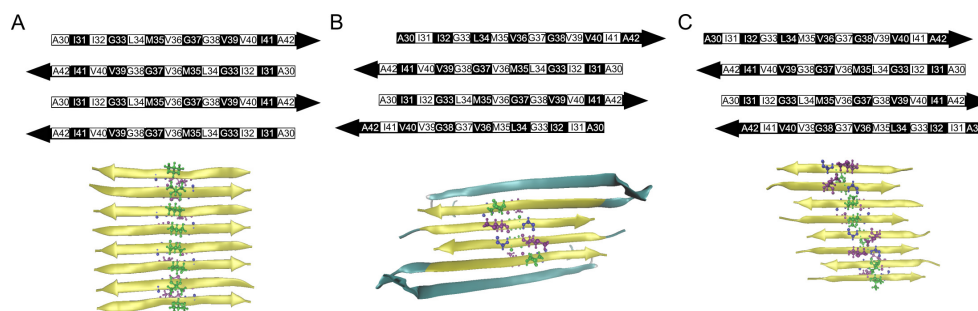 A
A30 I31 I32 G33 L34 M35 V36 G37 G38 V39 V40 I41 A42
A42 I41 V40 V39 G38 G37 V36 M35 L34 G33 I32 I31 A30
A30 I31 I32 G33 L34 M35 V36 G37 G38 V39 V40 I41 A42
A42 I41 V40 V39 G38 G37 V36 M35 L34 G33 I32 I31 A30
B
A30 I31 I32 G33 L34 M35 V36 G37 G38 V39 V40 I41 A42
A42 I41 V40 V39 G38 G37 V36 M35 L34 G33 I32 I31 A30
A30 I31 I32 G33 L34 M35 V36 G37 G38 V39 V40 I41 A42
A42 I41 V40 V39 G38 G37 V36 M35 L34 G33 I32 I31 A30
C
A30 I31 I32 G33 L34 M35 V36 G37 G38 V39 V40 I41 A42
A42 I41 V40 V39 G38 G37 V36 M35 L34 G33 I32 I31 A30
A30 I31 I32 G33 L34 M35 V36 G37 G38 V39 V40 I41 A42
A42 I41 V40 V39 G38 G37 V36 M35 L34 G33 I32 I31 A3